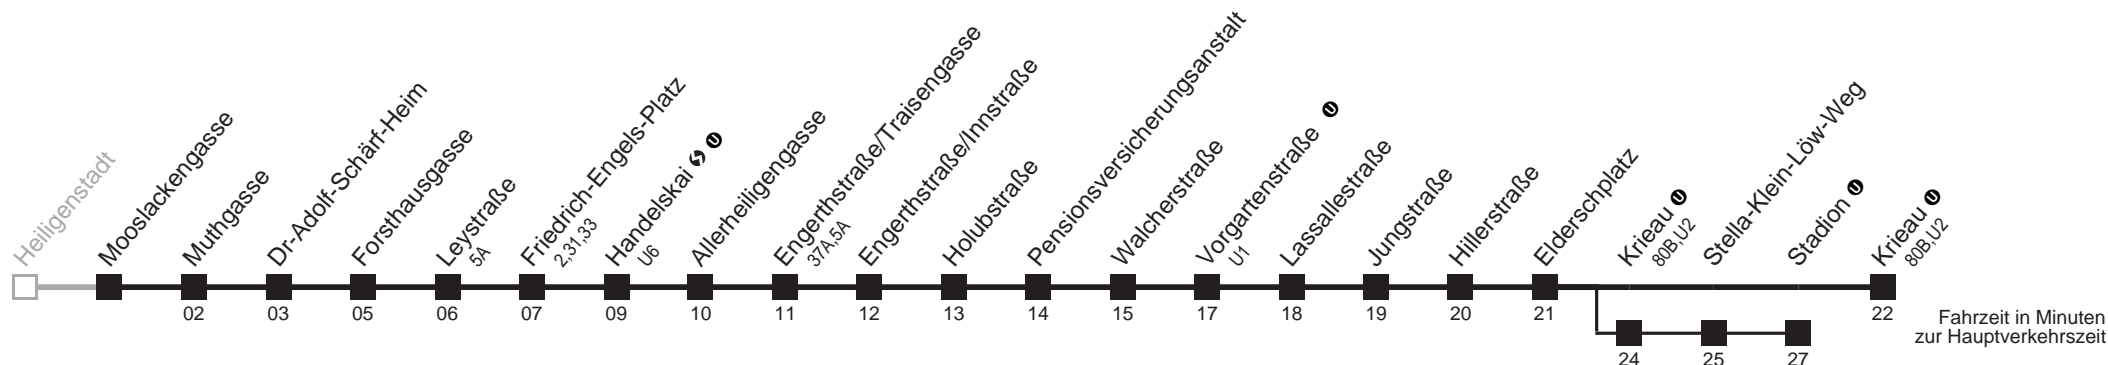 Heiligenstadt
Mooslackengasse
Muthgasse
Dr-Adolf-Schärf-Heim
Forsthausgasse
Leystraße
5A
Friedrich-Engels-Platz
2,31,33
Handelskai S U
U6
Allerheiligengasse
Engerthstraße/Traisengasse
37A,5A
Engerthstraße/Innstraße
Holubstraße
Pensionsversicherungsanstalt
Walcherstraße
Vorgartenstraße U
U1
Lassallestraße
Jungstraße
Hillerstraße
Elderschplatz
Krieau U
80B,U2
Stella-Klein-Löw-Weg
Stadion U
Krieau U
80B,U2
02 03 05 06 07 09 10 11 12 13 14 15 17 18 19 20 21 22
24 25 27
Fahrzeit in Minuten
zur Hauptverkehrszeit